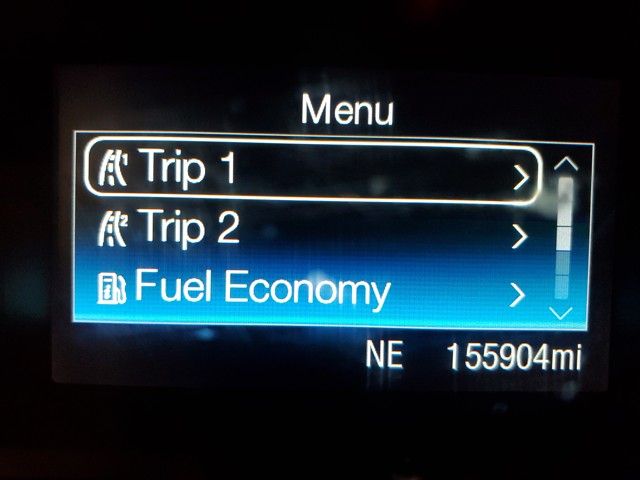 Menu
Trip 1
Trip 2
Fuel Economy
NE 155904mi